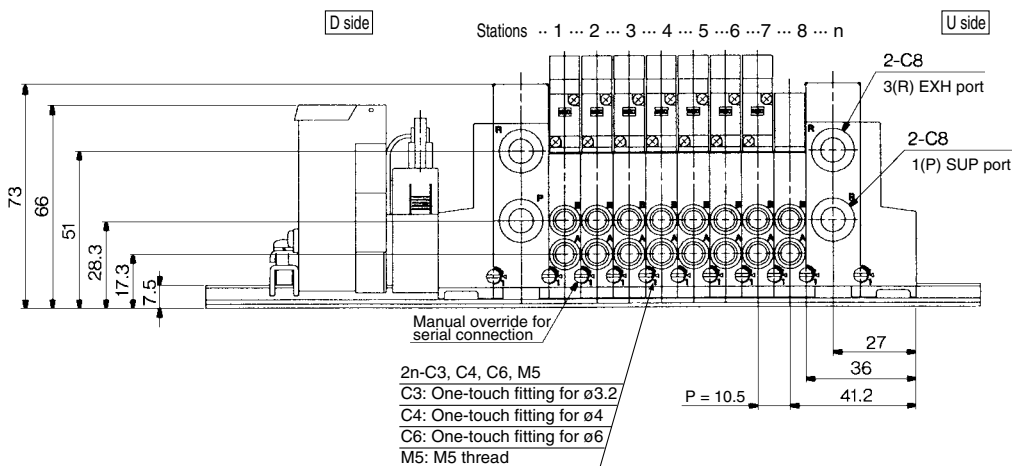 D side
Stations ·· 1 ··· 2 ··· 3 ··· 4 ··· 5 ··· 6 ··· 7 ··· 8 ··· n
U side
2-C8
3(R) EXH port
2-C8
1(P) SUP port
73
66
51
28.3
17.3
7.5
R
P
R
B B B B B B B B
A A A A A A A A
Manual override for
serial connection
27
36
P = 10.5
41.2
2n-C3, C4, C6, M5
C3: One-touch fitting for ø3.2
C4: One-touch fitting for ø4
C6: One-touch fitting for ø6
M5: M5 thread